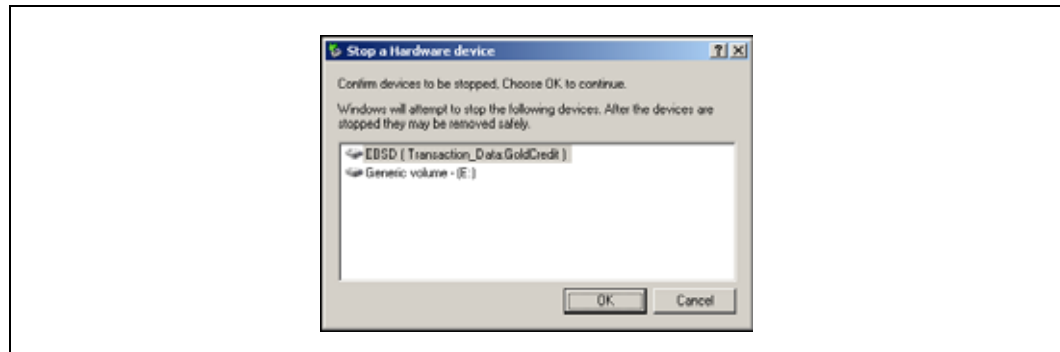 Stop a Hardware device
Confirm devices to be stopped, Choose OK to continue.
Windows will attempt to stop the following devices. After the devices are
stopped they may be removed safely.
EBSD ( Transaction_Data:GoldCredit )
Generic volume - (E:)
OK Cancel